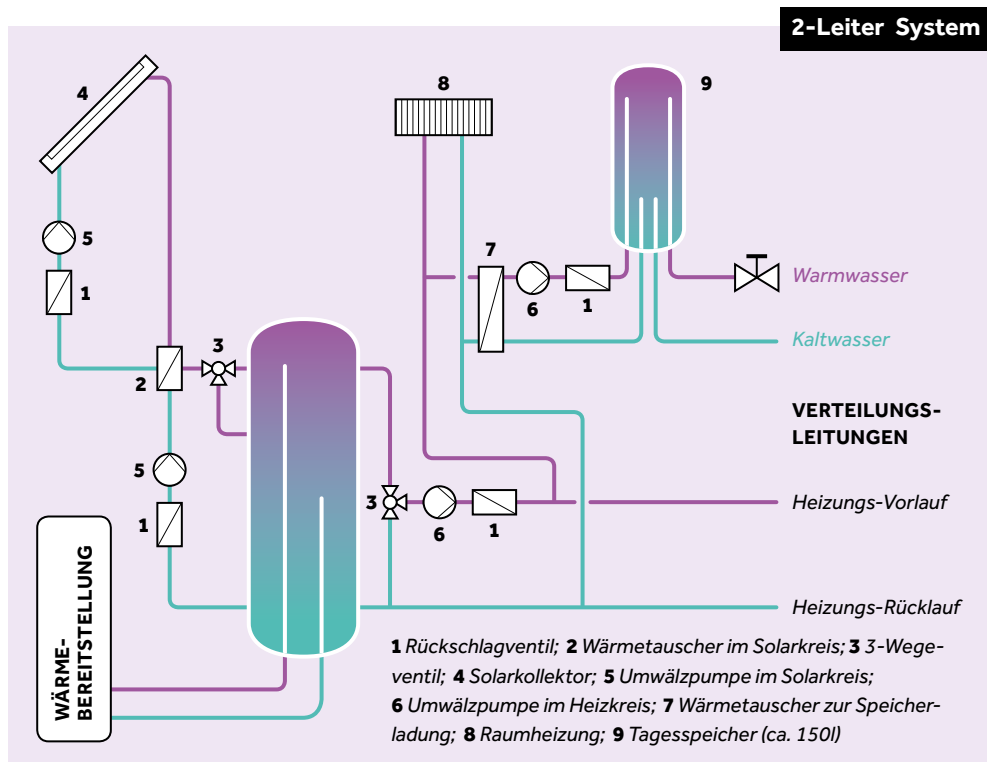 2-Leiter System
4
8
9
5
7
1
6
1
Warmwasser
3
Kaltwasser
2
VERTEILUNGS-
LEITUNGEN
5
3
Heizungs-Vorlauf
1
6
1
WÄRME-
BEREITSTELLUNG
Heizungs-Rücklauf
1 Rückschlagventil; 2 Wärmetauscher im Solarkreis; 3 3-Wege-
ventil; 4 Solarkollektor; 5 Umwälzpumpe im Solarkreis;
6 Umwälzpumpe im Heizkreis; 7 Wärmetauscher zur Speicher-
ladung; 8 Raumheizung; 9 Tagesspeicher (ca. 150l)